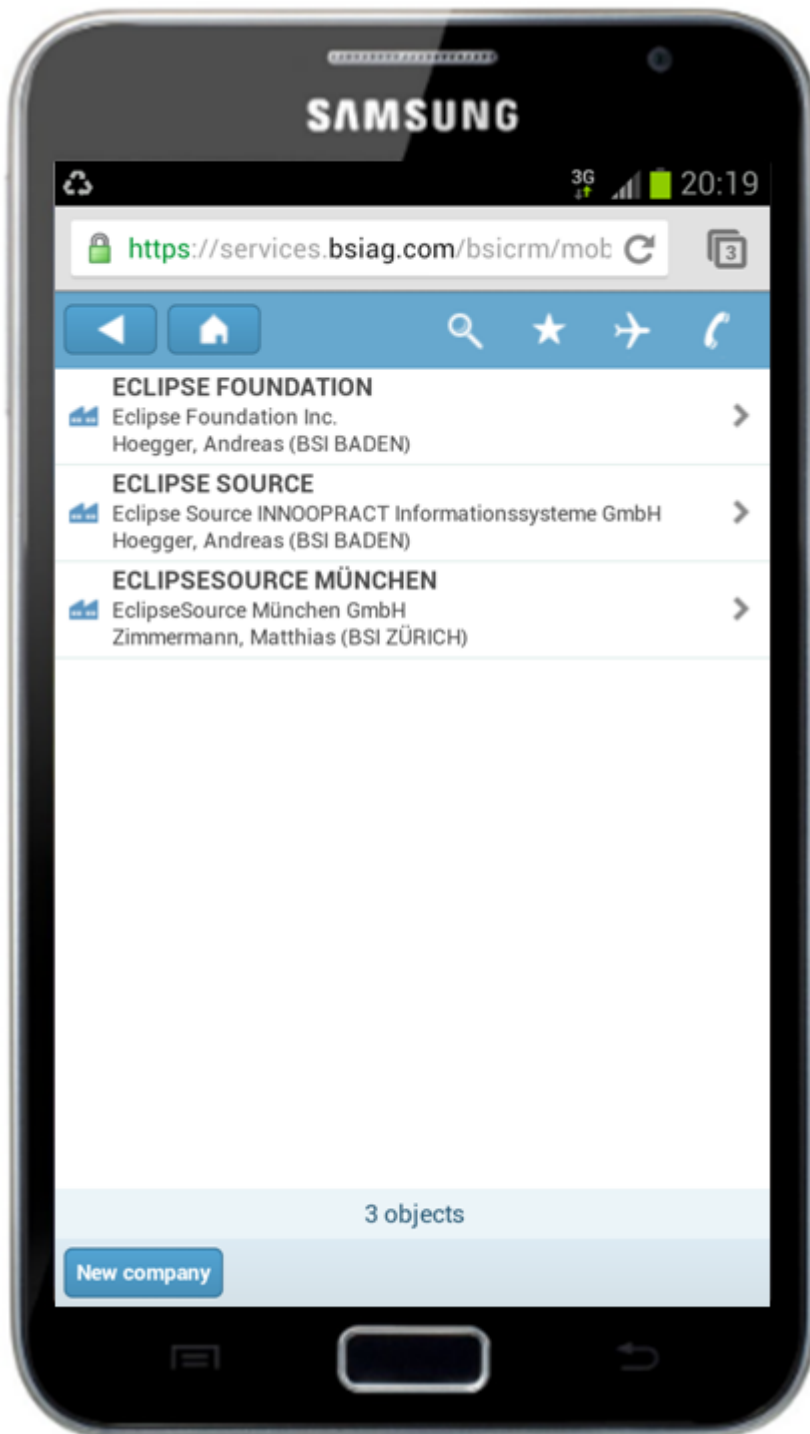 SAMSUNG
3G
20:19
https://services.bsiag.com/bsicrm/mob
3
ECLIPSE FOUNDATION
Eclipse Foundation Inc.
Hoegger, Andreas (BSI BADEN)
ECLIPSE SOURCE
Eclipse Source INNOOPRACT Informationssysteme GmbH
Hoegger, Andreas (BSI BADEN)
ECLIPSESOURCE MÜNCHEN
EclipseSource München GmbH
Zimmermann, Matthias (BSI ZÜRICH)
3 objects
New company